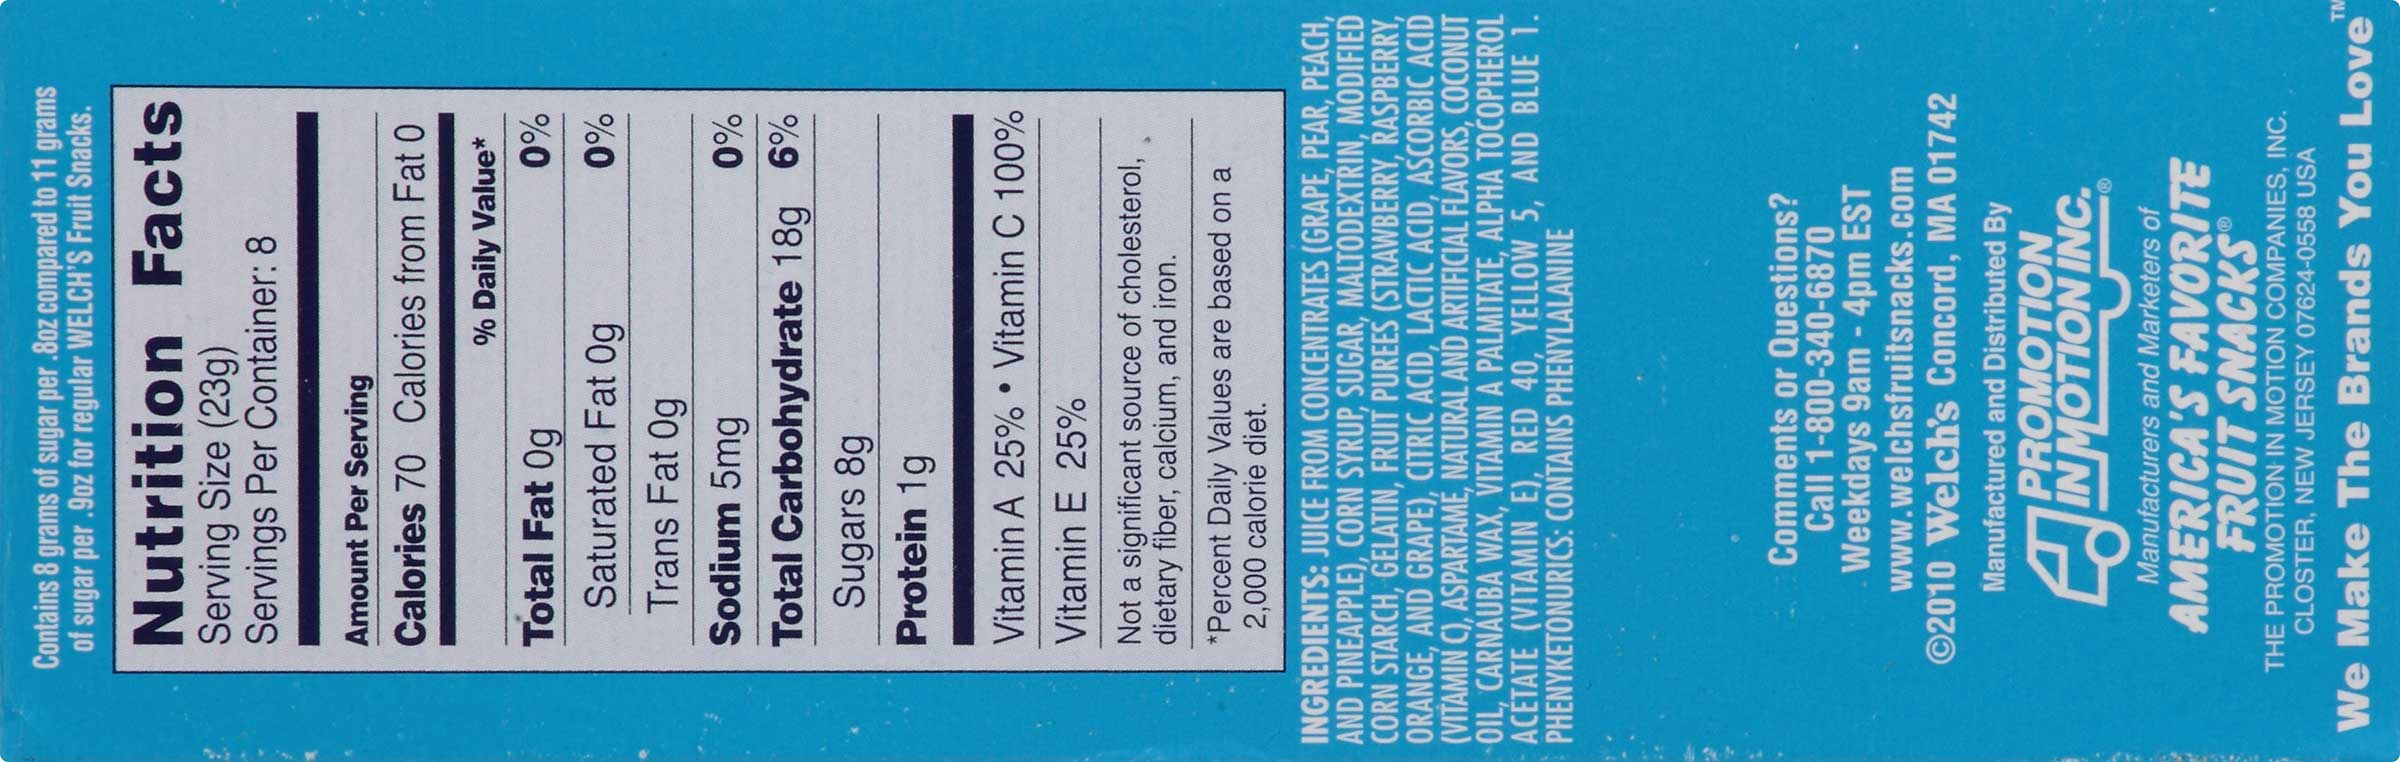 Contains 8 grams of sugar per .8oz compared to 11 grams
of sugar per .9oz for regular WELCH'S Fruit Snacks.
Nutrition Facts
Serving Size (23g)
Servings Per Container: 8
Amount Per Serving
Calories 70 Calories from Fat 0
% Daily Value*
Total Fat 0g 0%
Saturated Fat 0g 0%
Trans Fat 0g
Sodium 5mg 0%
Total Carbohydrate 18g 6%
Sugars 8g
Protein 1g
Vitamin A 25% • Vitamin C 100%
Vitamin E 25%
Not a significant source of cholesterol,
dietary fiber, calcium, and iron.
*Percent Daily Values are based on a
2,000 calorie diet.
INGREDIENTS: JUICE FROM CONCENTRATES (GRAPE, PEAR, PEACH,
AND PINEAPPLE), CORN SYRUP, SUGAR, MALTODEXTRIN, MODIFIED
CORN STARCH, GELATIN, FRUIT PUREES (STRAWBERRY, RASPBERRY,
ORANGE, AND GRAPE), CITRIC ACID, LACTIC ACID, ASCORBIC ACID
(VITAMIN C), ASPARTAME, NATURAL AND ARTIFICIAL FLAVORS, COCONUT
OIL, CARNAUBA WAX, VITAMIN A PALMITATE, ALPHA TOCOPHEROL
ACETATE (VITAMIN E), RED 40, YELLOW 5, AND BLUE 1.
PHENYKETONURICS: CONTAINS PHENYLALANINE
Comments or Questions?
Call 1-800-340-6870
Weekdays 9am - 4pm EST
www.welchsfruitsnacks.com
©2010 Welch's Concord, MA 01742
Manufactured and Distributed By
PROMOTION
IN MOTION INC.®
Manufacturers and Marketers of
AMERICA'S FAVORITE
FRUIT SNACKS®
THE PROMOTION IN MOTION COMPANIES, INC.
CLOSTER, NEW JERSEY 07624-0558 USA
We Make The Brands You Love™